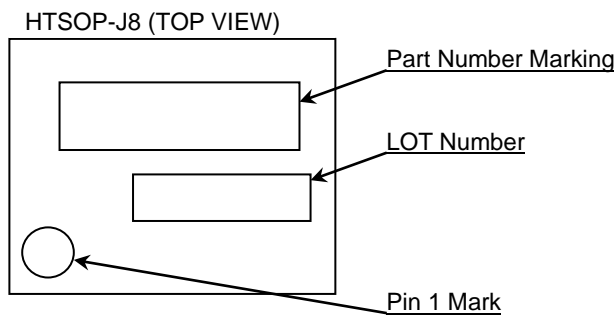 HTSOP-J8 (TOP VIEW)
Part Number Marking
LOT Number
Pin 1 Mark